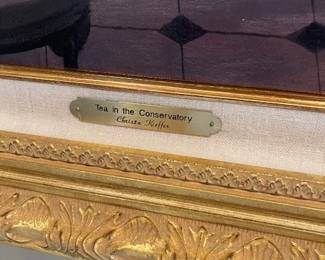 Tea in the Conservatory
Christa Kieffer